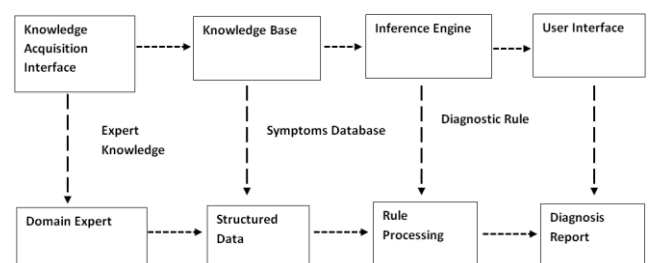 Knowledge
Acquisition
Interface
Knowledge Base
Inference Engine
User Interface
Expert
Knowledge
Symptoms Database
Diagnostic Rule
Domain Expert
Structured
Data
Rule
Processing
Diagnosis
Report